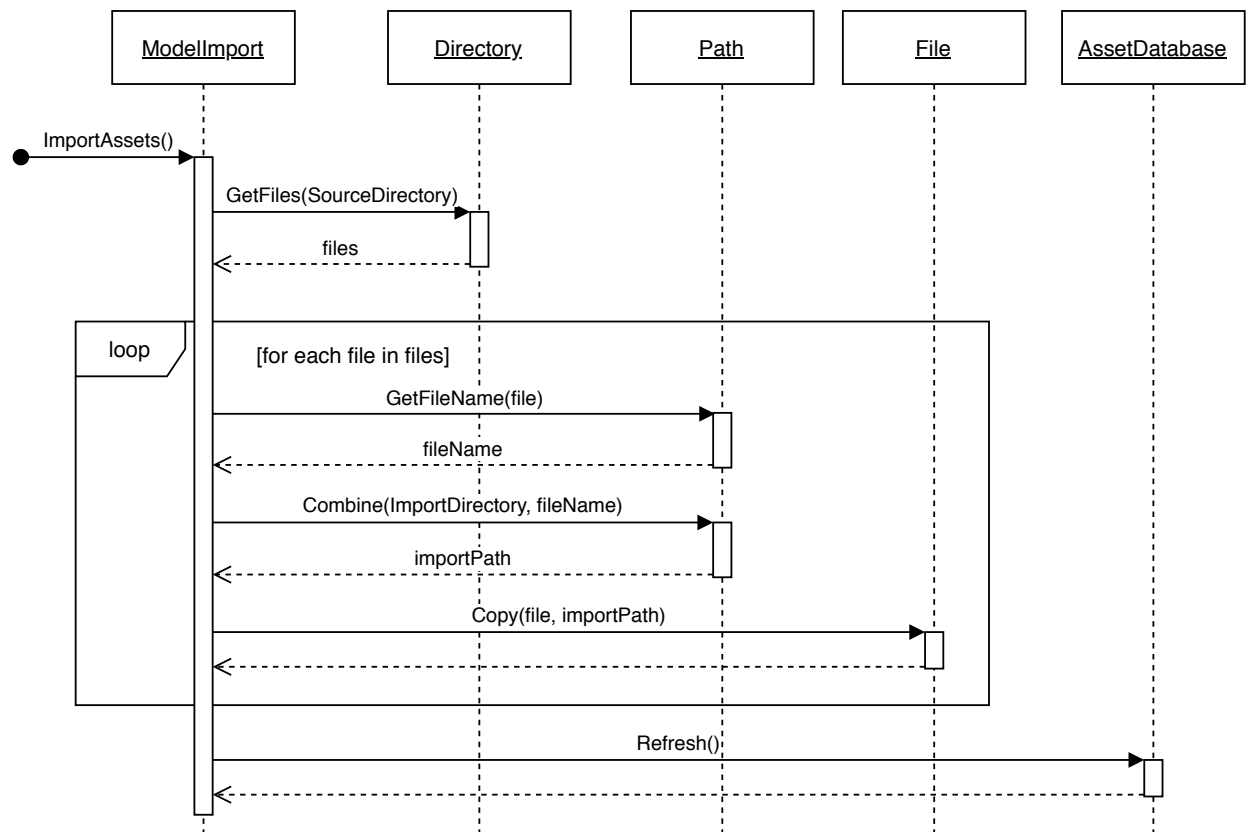 ModelImport
Directory
Path
File
AssetDatabase
ImportAssets()
GetFiles(SourceDirectory)
files
loop
[for each file in files]
GetFileName(file)
fileName
Combine(ImportDirectory, fileName)
importPath
Copy(file, importPath)
Refresh()